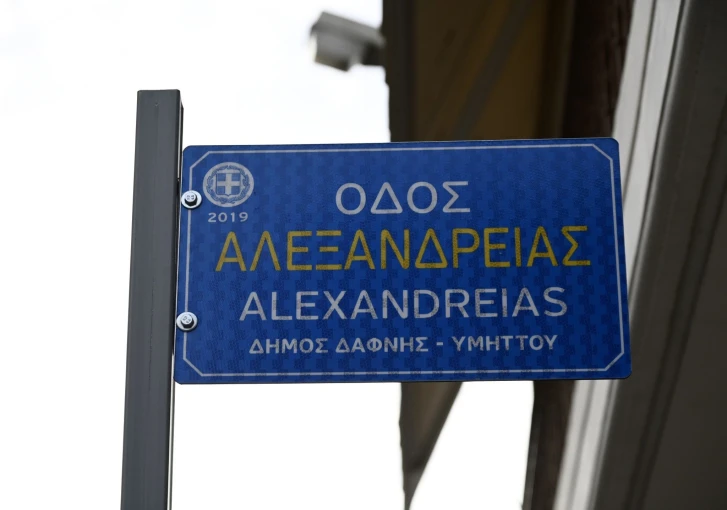 2019
ΟΔΟΣ
ΑΛΕΞΑΝΔΡΕΙΑΣ
ALEXANDREIAS
ΔΗΜΟΣ ΔΑΦΝΗΣ - ΥΜΗΤΤΟΥ